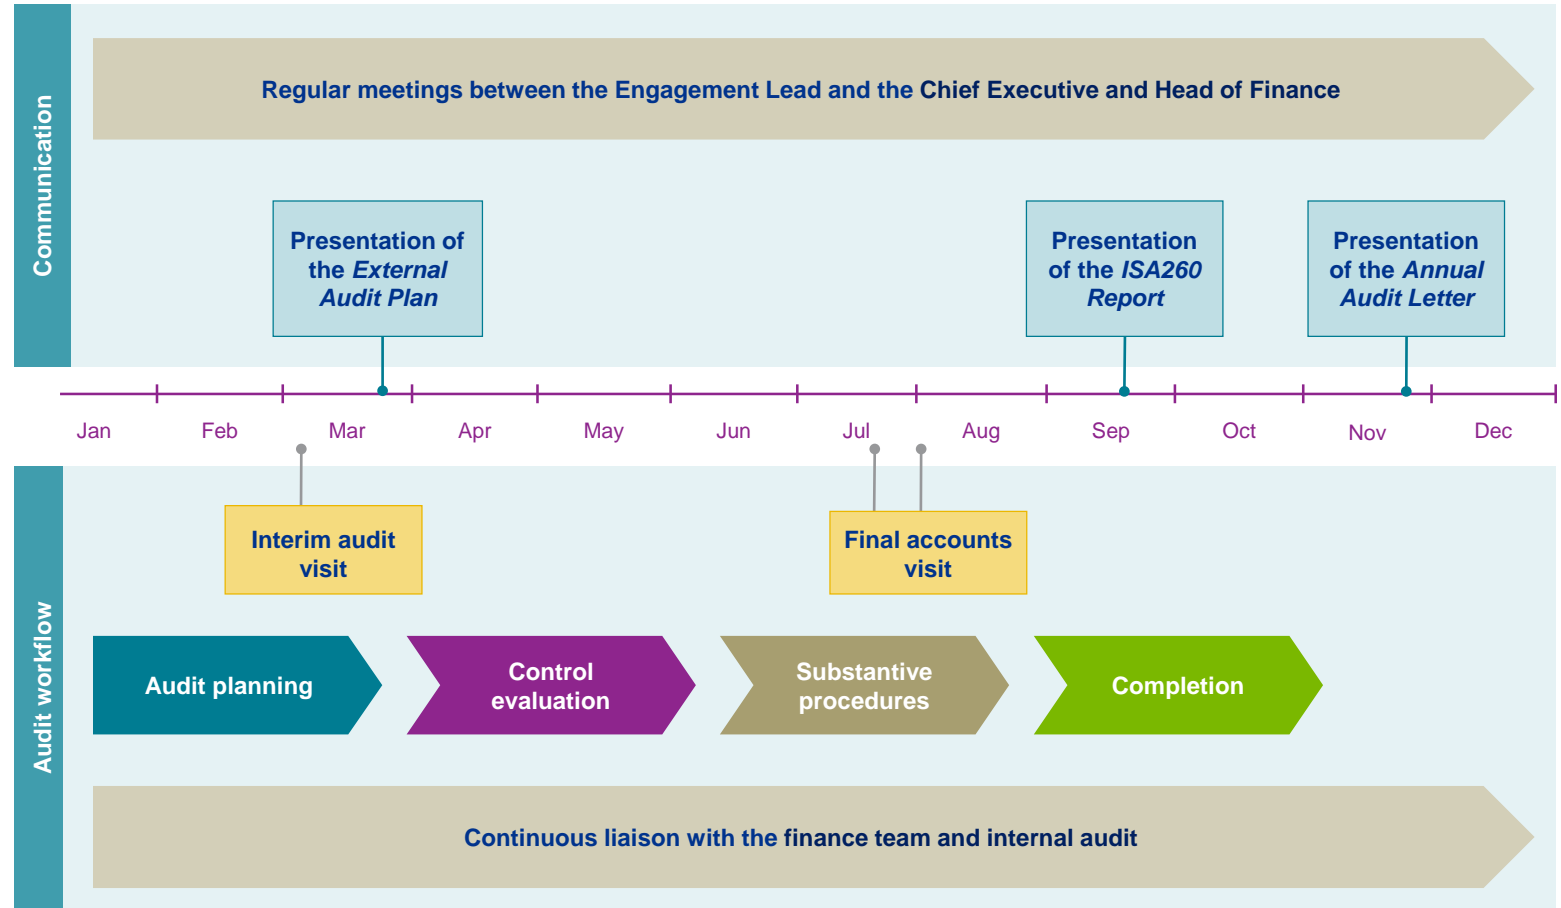 Communication
Regular meetings between the Engagement Lead and the Chief Executive and Head of Finance
Presentation of
the External
Audit Plan
Presentation
of the ISA260
Report
Presentation
of the Annual
Audit Letter
Jan Feb Mar Apr May Jun Jul Aug Sep Oct Nov Dec
Audit workflow
Interim audit
visit
Final accounts
visit
Audit planning
Control
evaluation
Substantive
procedures
Completion
Continuous liaison with the finance team and internal audit